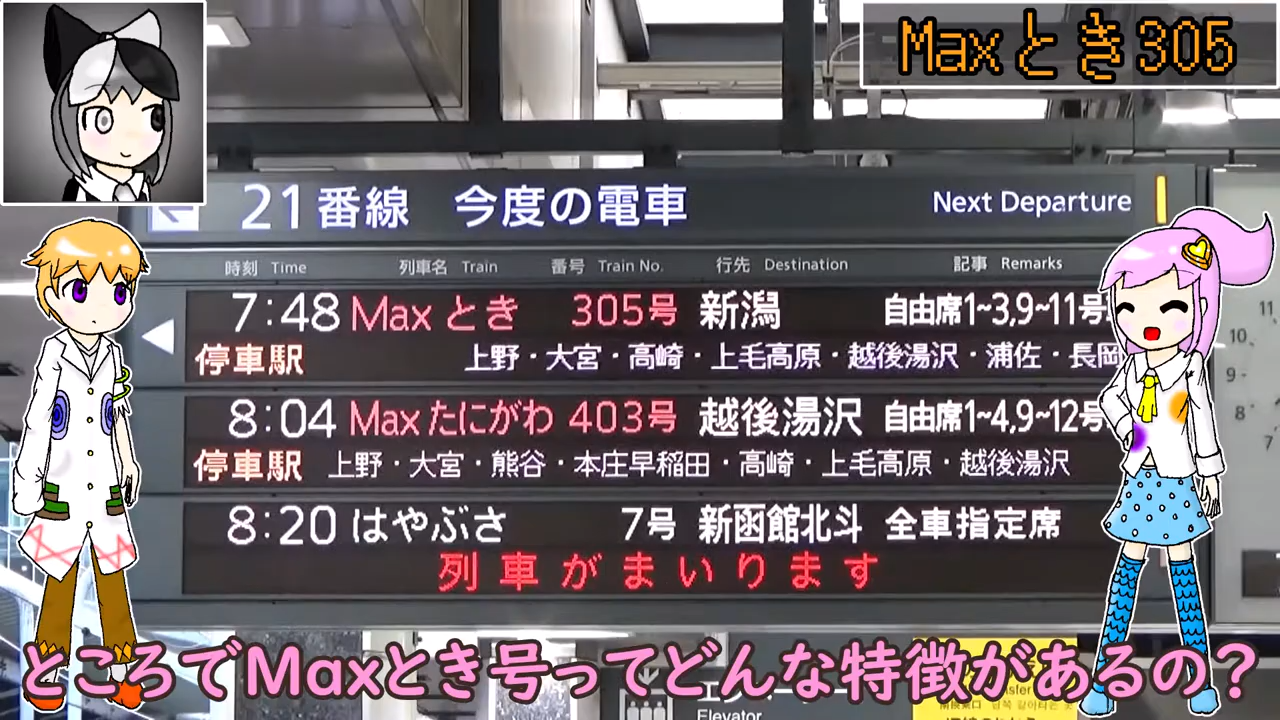 Maxとき305
21番線 今度の電車 Next Departure
時刻 Time 列車名 Train 番号 Train No. 行先 Destination 記事 Remarks
7:48 Maxとき 305号 新潟 自由席1~3,9~11号
停車駅 上野・大宮・高崎・上毛高原・越後湯沢・浦佐・長岡
8:04 Maxたにがわ 403号 越後湯沢 自由席1~4,9~12号
停車駅 上野・大宮・熊谷・本庄早稲田・高崎・上毛高原・越後湯沢
8:20 はやぶさ 7号 新函館北斗 全車指定席
列車がまいります
11
10
9
8
7
ところでMaxとき号ってどんな特徴があるの？
Elevator